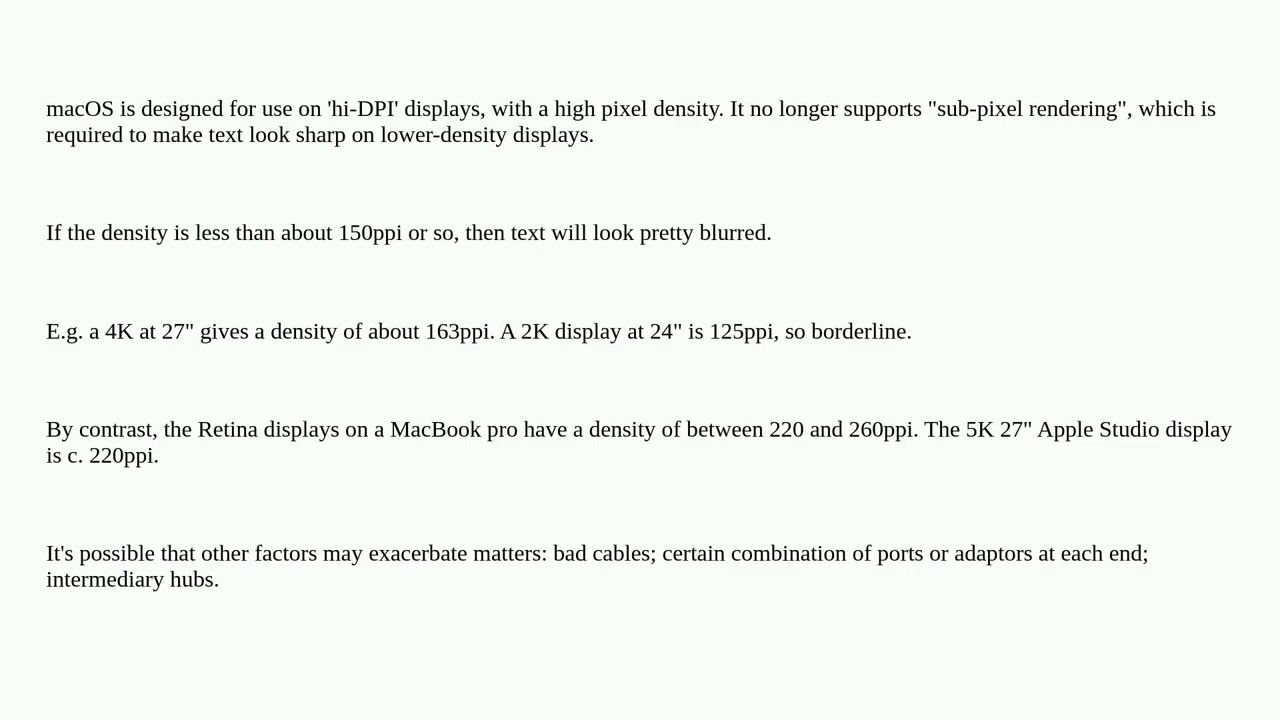 macOS is designed for use on 'hi-DPI' displays, with a high pixel density. It no longer supports "sub-pixel rendering", which is
required to make text look sharp on lower-density displays.
If the density is less than about 150ppi or so, then text will look pretty blurred.
E.g. a 4K at 27" gives a density of about 163ppi. A 2K display at 24" is 125ppi, so borderline.
By contrast, the Retina displays on a MacBook pro have a density of between 220 and 260ppi. The 5K 27" Apple Studio display
is c. 220ppi.
It's possible that other factors may exacerbate matters: bad cables; certain combination of ports or adaptors at each end;
intermediary hubs.